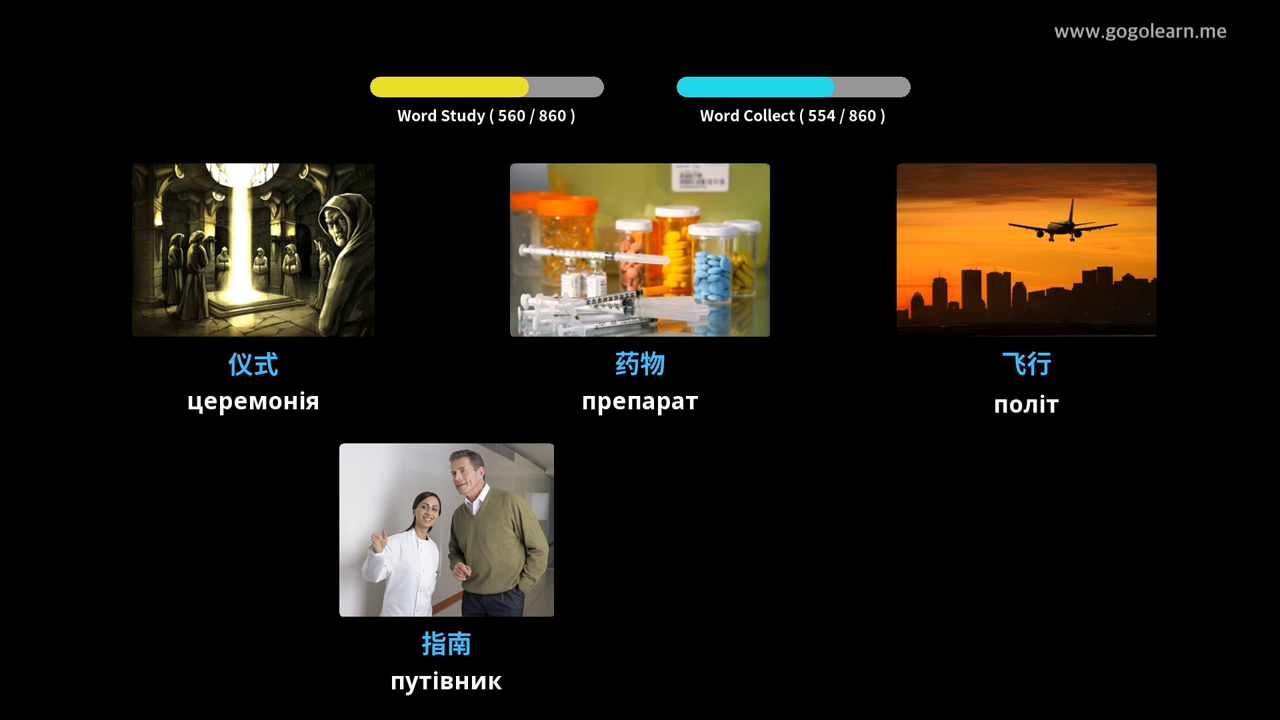 www.gogolearn.me
Word Study ( 560 / 860 )
Word Collect ( 554 / 860 )
仪式
церемонія
药物
препарат
飞行
політ
指南
путівник